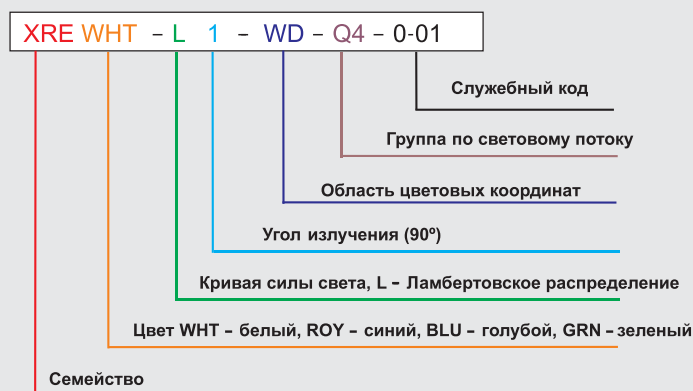 XRE WHT - L 1 - WD - Q4 - 0-01
Служебный код
Группа по световому потоку
Область цветовых координат
Угол излучения (90º)
Кривая силы света, L - Ламбертовское распределение
Цвет WHT - белый, ROY - синий, BLU - голубой, GRN - зеленый
Семейство